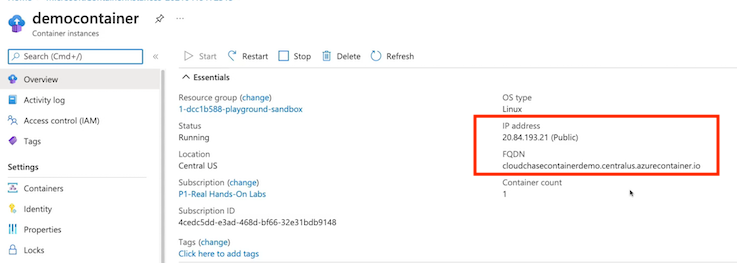 democontainer
Container instances
Search (Cmd+/)
Start
Restart
Stop
Delete
Refresh
Overview
Activity log
Access control (IAM)
Tags
Settings
Containers
Identity
Properties
Locks
Essentials
Resource group (change)
1-dcc1b588-playground-sandbox
Status
Running
Location
Central US
Subscription (change)
P1-Real Hands-On Labs
Subscription ID
4cedc5dd-e3ad-468d-bf66-32e31bdb9148
Tags (change)
Click here to add tags
OS type
Linux
IP address
20.84.193.21 (Public)
FQDN
cloudchasecontainerdemo.centralus.azurecontainer.io
Container count
1